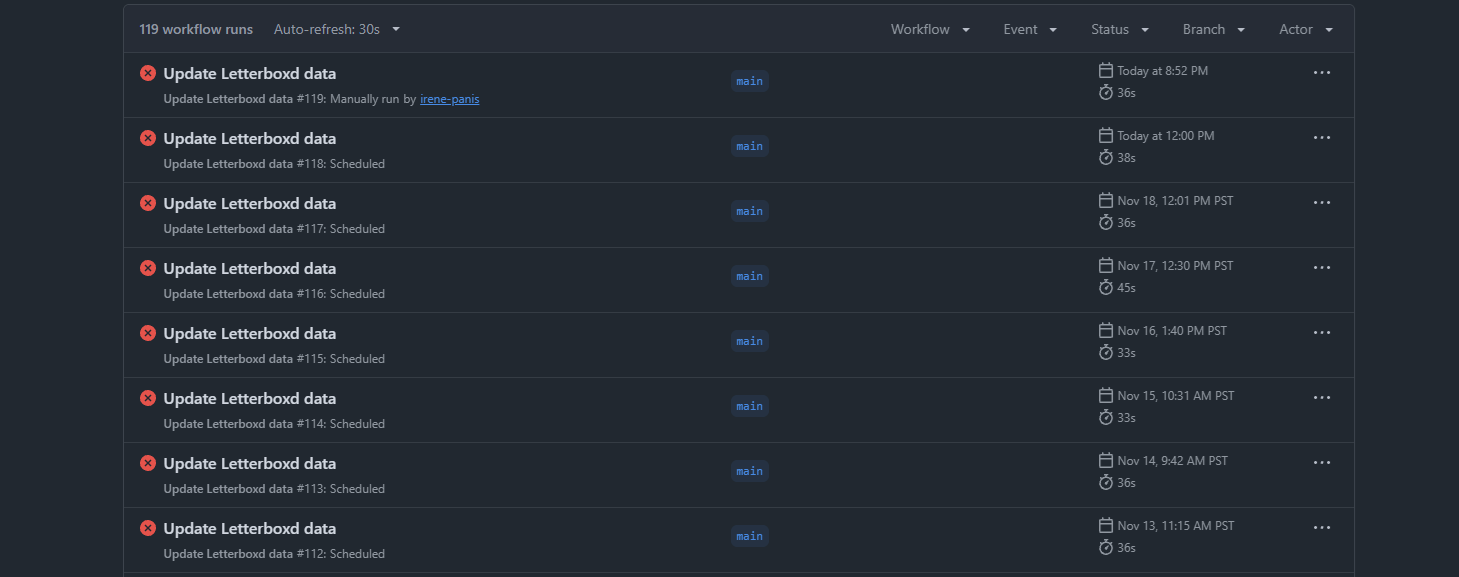 119 workflow runs Auto-refresh: 30s Workflow Event Status Branch Actor
Update Letterboxd data main Today at 8:52 PM
Update Letterboxd data #119: Manually run by irene-panis 36s
Update Letterboxd data main Today at 12:00 PM
Update Letterboxd data #118: Scheduled 38s
Update Letterboxd data main Nov 18, 12:01 PM PST
Update Letterboxd data #117: Scheduled 36s
Update Letterboxd data main Nov 17, 12:30 PM PST
Update Letterboxd data #116: Scheduled 45s
Update Letterboxd data main Nov 16, 1:40 PM PST
Update Letterboxd data #115: Scheduled 33s
Update Letterboxd data main Nov 15, 10:31 AM PST
Update Letterboxd data #114: Scheduled 33s
Update Letterboxd data main Nov 14, 9:42 AM PST
Update Letterboxd data #113: Scheduled 36s
Update Letterboxd data main Nov 13, 11:15 AM PST
Update Letterboxd data #112: Scheduled 36s